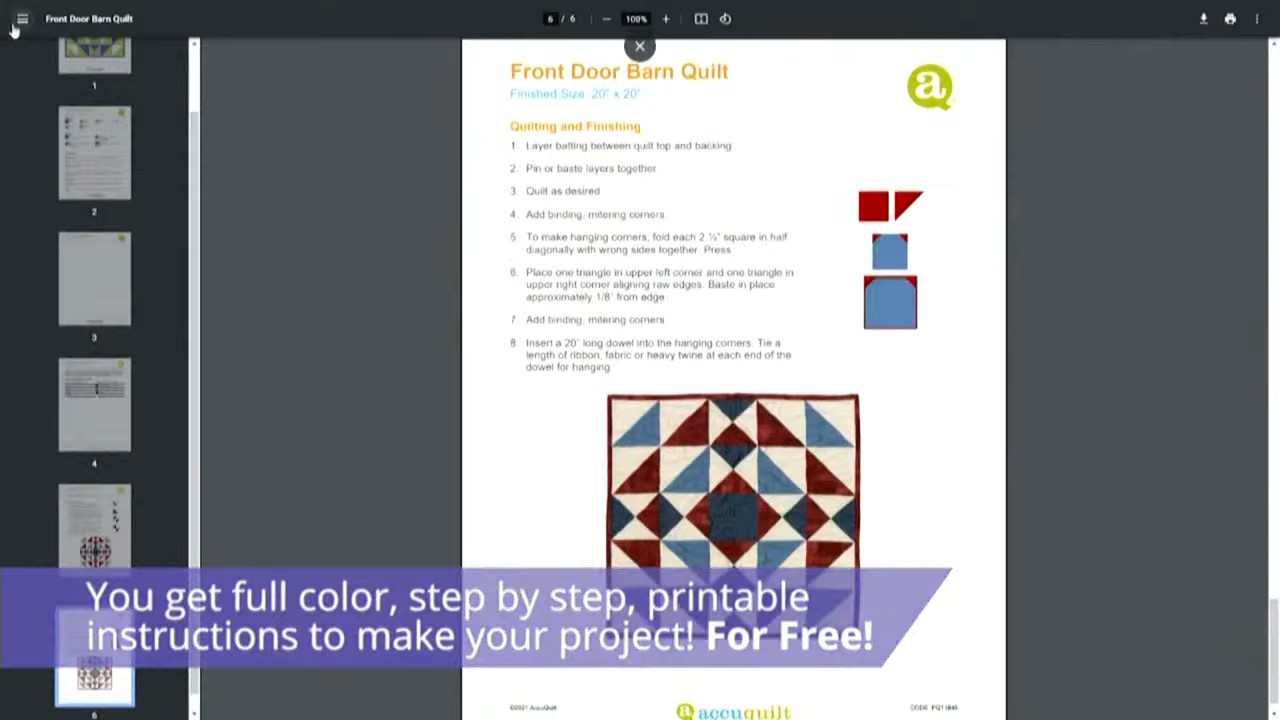 Front Door Barn Quilt
6 / 6
100%
Front Door Barn Quilt
Finished Size: 20" x 20"
a
Quilting and Finishing
1. Layer batting between quilt top and backing
2. Pin or baste layers together
3. Quilt as desired
4. Add binding, mitering corners.
5. To make hanging corners, fold each 2 ½" square in half
diagonally with wrong sides together. Press
6. Place one triangle in upper left corner and one triangle in
upper right corner aligning raw edges. Baste in place
approximately 1/8" from edge
7. Add binding, mitering corners
8. Insert a 20" long dowel into the hanging corners. Tie a
length of ribbon, fabric or heavy twine at each end of the
dowel for hanging
1
2
3
4
6
You get full color, step by step, printable
instructions to make your project! For Free!
©2021 AccuQuilt
a accuquilt